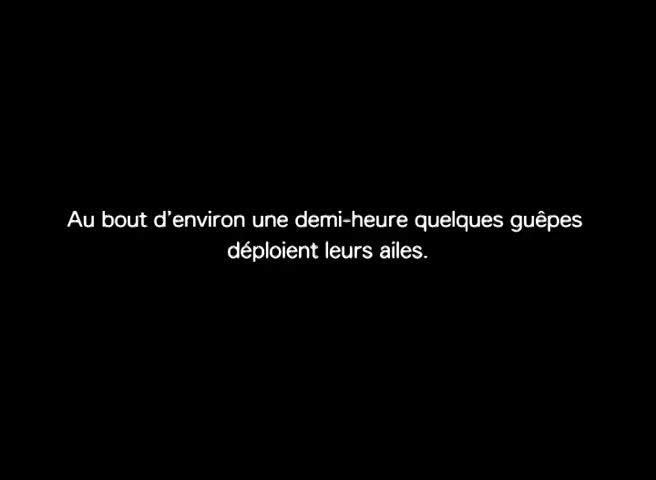 Au bout d’environ une demi-heure quelques guêpes
déploient leurs ailes.